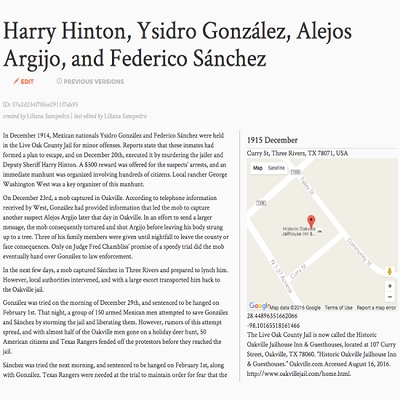 Harry Hinton, Ysidro González, Alejos
Argijo, and Federico Sánchez
EDIT
PREVIOUS VERSIONS
created by Liliana Sampedro | last edited by Liliana Sampedro
In December 1914, Mexican nationals Ysidro González and Federico Sánchez were held
in the Live Oak County Jail for minor offenses. Reports state that these inmates had
formed a plan to escape, and on December 20th, executed it by murdering the jailer and
Deputy Sheriff Harry Hinton. A $500 reward was offered for the suspects' arrests, and an
immediate manhunt was organized involving hundreds of citizens. Local rancher George
Washington West was a key organizer of this manhunt.
On December 23rd, a mob captured in Oakville. According to telephone information
received by West, González had provided information that led the mob to capture
another suspect Alejos Argijo later that day in Oakville. In an effort to send a larger
message, the mob consequently tortured and shot Argijo before leaving his body strung
up to a tree. Three of his family members were given until nightfall to leave the county or
face consequences. Only on Judge Fred Chambliss' promise of a speedy trial did the mob
eventually hand González over to law enforcement.
In the next few days, a mob captured Sánchez in Three Rivers and prepared to lynch him.
However, local authorities intervened, and with a large escort transported him back to
the Oakville jail.
González was tried on the morning of December 29th, and sentenced to be hanged on
February 1st. That night, a group of 150 armed Mexican men attempted to save González
and Sánchez by storming the jail and liberating them. However, rumors of this attempt
spread, and with almost half of the Oakville men gone on a holiday deer hunt, 50
American citizens and Texas Rangers fended off the protestors before they reached the
jail.
Sánchez was tried the next morning, and sentenced to be hanged on February 1st, along
with González. Texas Rangers were needed at the trial to maintain order for fear that the
1915 December
Curry St, Three Rivers, TX 78071, USA
Map
Satellite
Historic Oakville
Jailhouse Inn &...
Curry St
Community St
N I-37 Access
+
−
Google
Map data ©2016 Google
Terms of Use
Report a map error
28.44896351662066
-98.10165518161466
The Live Oak County Jail is now called the Historic
Oakville Jailhouse Inn & Guesthouses, located at 107 Curry
Street, Oakville, TX 78060. "Historic Oakville Jailhouse Inn
& Guesthouses." Oakville.com Accessed August 16, 2016.
http://www.oakvillejail.com/home.html.